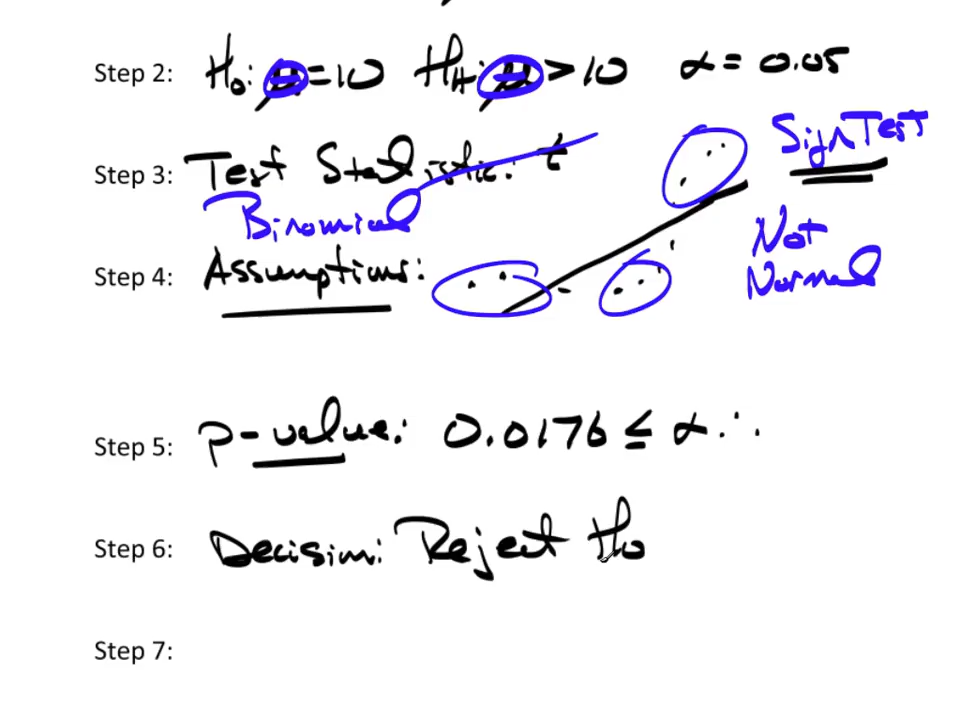 Step 2: H₀: μ = 10 Hₐ: μ > 10 α = 0.05
Sign Test
Step 3: Test Statistic: t
Binomial
Not
Normal
Step 4: Assumptions:
Step 5: p-value: 0.0176 ≤ α ∴
Step 6: Decision: Reject H₀
Step 7: